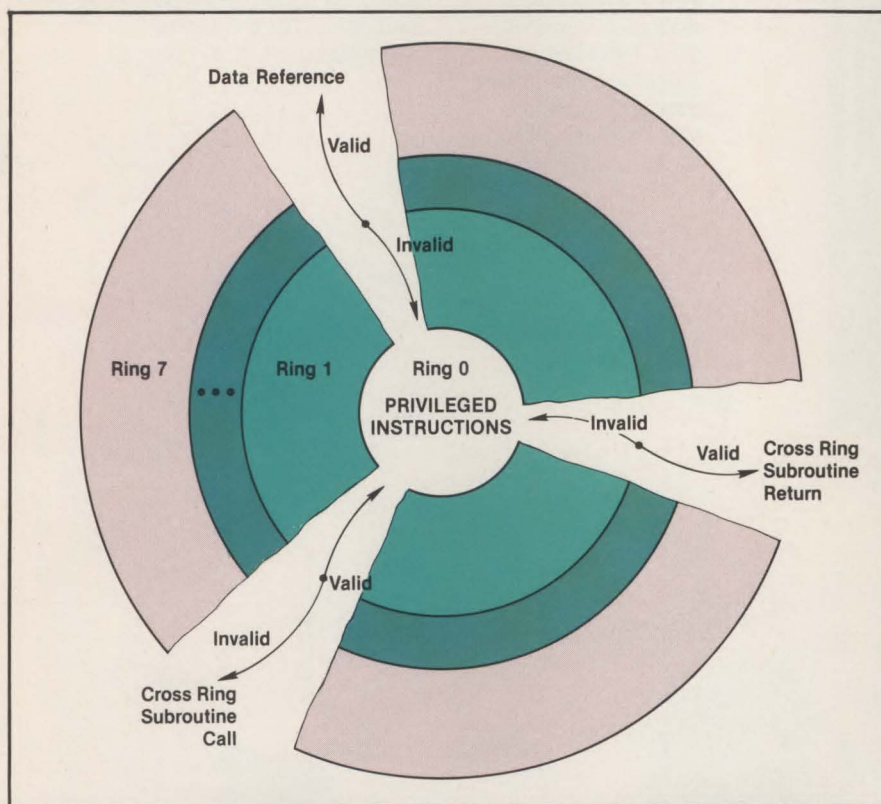 Data Reference
Valid
Invalid
Ring 7
Ring 1
Ring 0
PRIVILEGED
INSTRUCTIONS
Invalid
Valid
Cross Ring
Subroutine
Return
Valid
Invalid
Cross Ring
Subroutine
Call